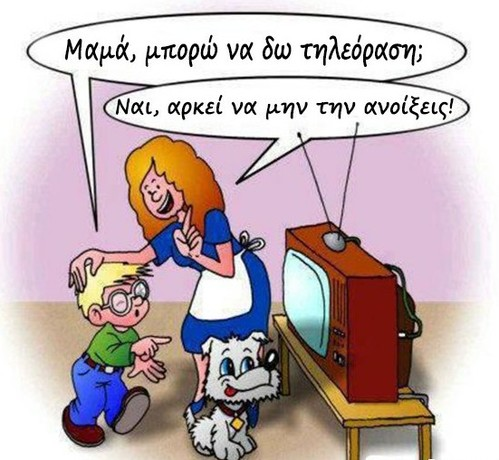 Μαμά, μπορώ να δω τηλεόραση;
Ναι, αρκεί να μην την ανοίξεις!